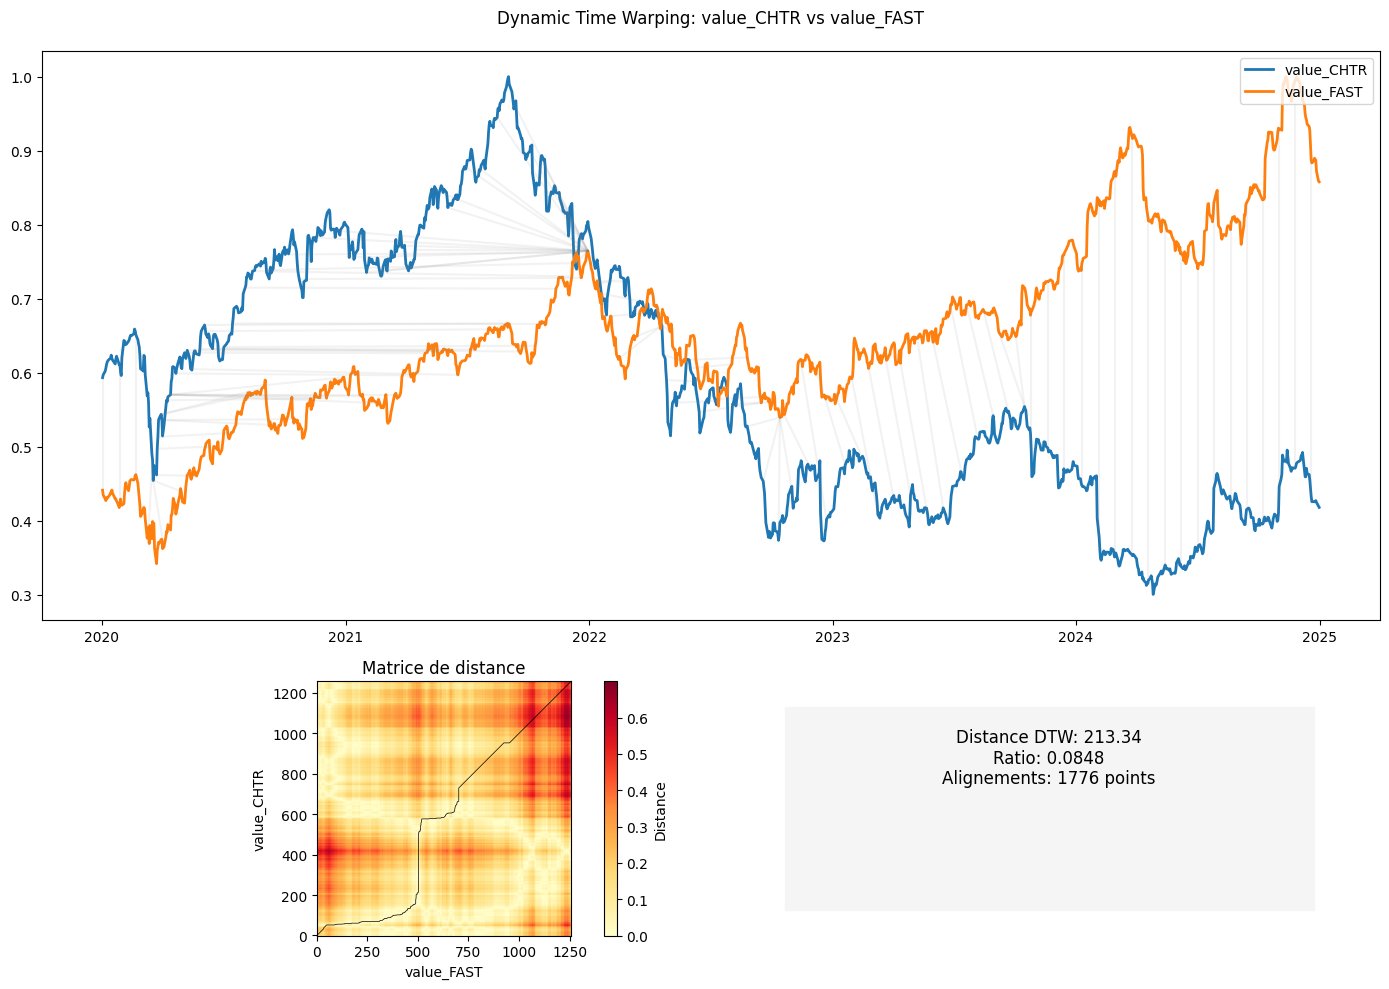 Dynamic Time Warping: value_CHTR vs value_FAST
1.0
0.9
0.8
0.7
0.6
0.5
0.4
0.3
value_CHTR
value_FAST
2020 2021 2022 2023 2024 2025
Matrice de distance
value_CHTR
1200
1000
800
600
400
200
0
0 250 500 750 1000 1250
value_FAST
0.6
0.5
0.4
0.3
0.2
0.1
0.0
Distance
Distance DTW: 213.34
Ratio: 0.0848
Alignements: 1776 points